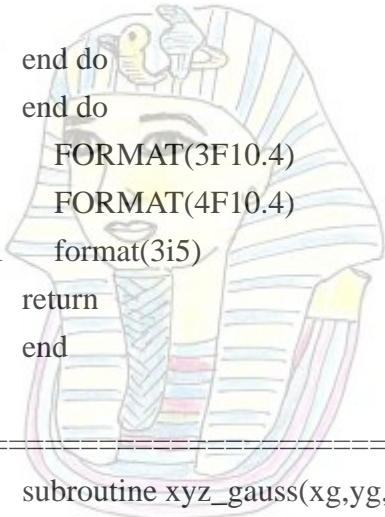 end do
end do
FORMAT(3F10.4)
FORMAT(4F10.4)
format(3i5)
return
end
==================
subroutine xyz_gauss(xg,yg,